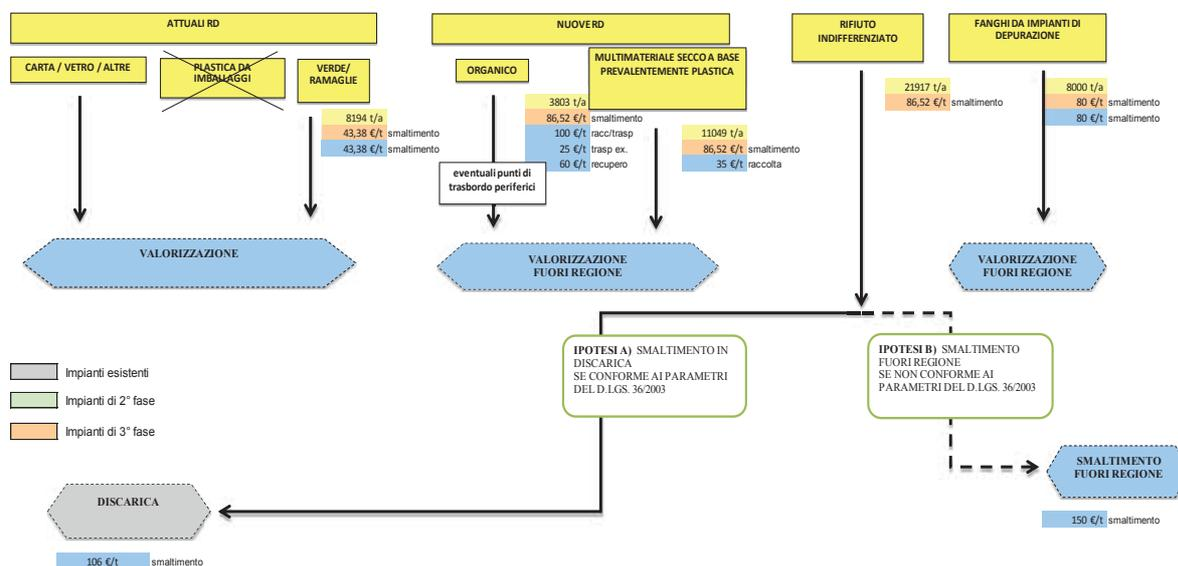 ATTUALI RD
CARTA / VETRO / ALTRE
PLASTICA DA
IMBALLAGGI
VERDE/
RAMAGLIE
8194 t/a
43,38 €/t smaltimento
43,38 €/t smaltimento
VALORIZZAZIONE
NUOVE RD
ORGANICO
MULTIMATERIALE SECCO A BASE
PREVALENTEMENTE PLASTICA
3803 t/a
86,52 €/t smaltimento
100 €/t racc/trasp
25 €/t trasp ex.
60 €/t recupero
eventuali punti di
trasbordo periferici
11049 t/a
86,52 €/t smaltimento
35 €/t raccolta
VALORIZZAZIONE
FUORI REGIONE
RIFIUTO
INDIFFERENZIATO
21917 t/a
86,52 €/t smaltimento
FANGHI DA IMPIANTI DI
DEPURAZIONE
8000 t/a
80 €/t smaltimento
80 €/t smaltimento
VALORIZZAZIONE
FUORI REGIONE
IPOTESI A) SMALTIMENTO IN
DISCARICA
SE CONFORME AI PARAMETRI
DEL D.LGS. 36/2003
IPOTESI B) SMALTIMENTO
FUORI REGIONE
SE NON CONFORME AI
PARAMETRI DEL D.LGS. 36/2003
Impianti esistenti
Impianti di 2° fase
Impianti di 3° fase
SMALTIMENTO
FUORI REGIONE
150 €/t smaltimento
DISCARICA
106 €/t smaltimento